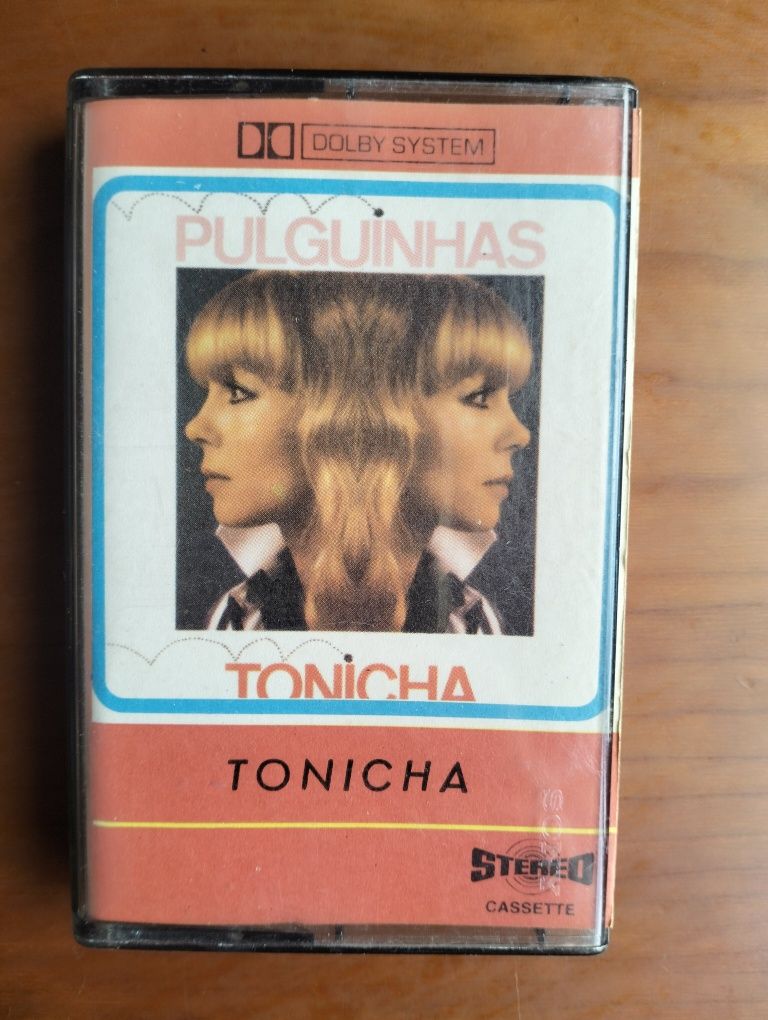 DOLBY SYSTEM
PULGUINHAS
TONICHA
TONICHA
STEREO
CASSETTE